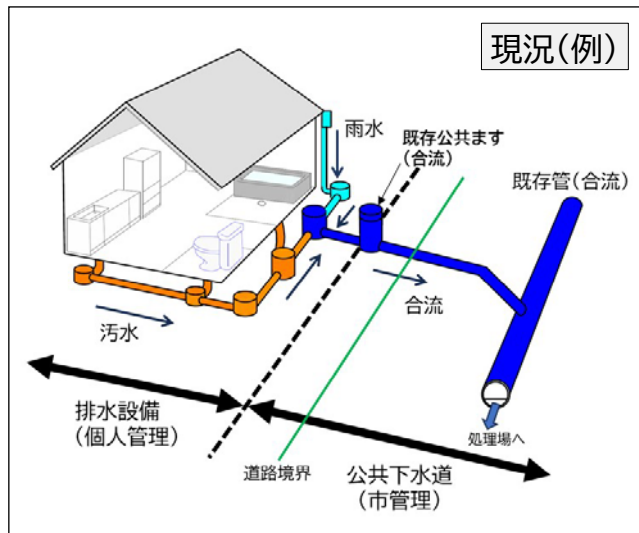 現況(例)
雨水
既存公共ます
(合流)
既存管(合流)
合流
汚水
排水設備
(個人管理)
処理場へ
道路境界
公共下水道
(市管理)